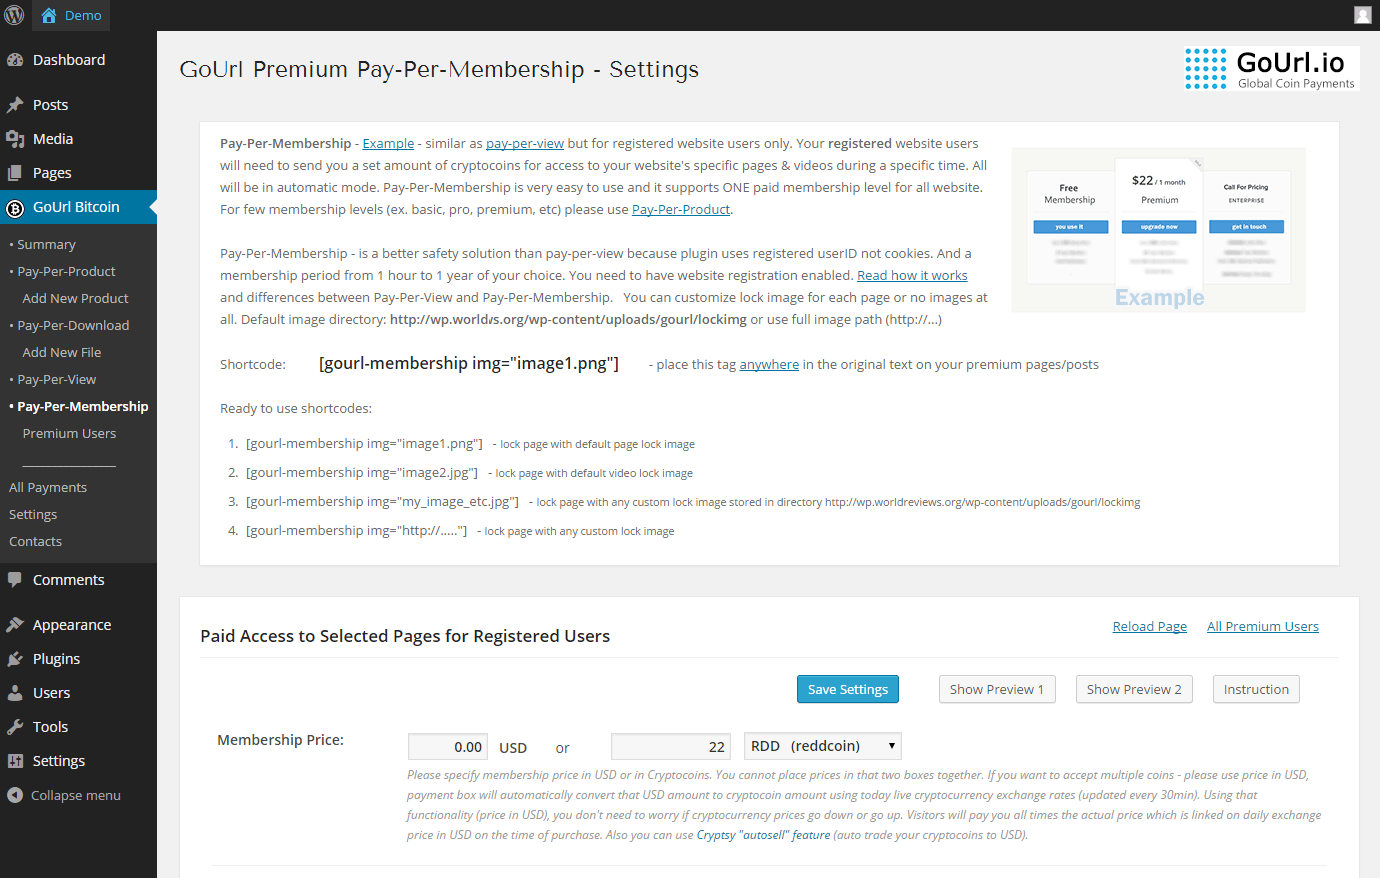 Demo
Dashboard
Posts
Media
Pages
GoUrl Bitcoin
• Summary
• Pay-Per-Product
Add New Product
• Pay-Per-Download
Add New File
• Pay-Per-View
• Pay-Per-Membership
Premium Users
All Payments
Settings
Contacts
Comments
Appearance
Plugins
Users
Tools
Settings
Collapse menu
GoUrl Premium Pay-Per-Membership - Settings
GoUrl.io
Global Coin Payments
Pay-Per-Membership - Example - similar as pay-per-view but for registered website users only. Your registered website users
will need to send you a set amount of cryptocoins for access to your website's specific pages & videos during a specific time. All
will be in automatic mode. Pay-Per-Membership is very easy to use and it supports ONE paid membership level for all website.
For few membership levels (ex. basic, pro, premium, etc) please use Pay-Per-Product.
Pay-Per-Membership - is a better safety solution than pay-per-view because plugin uses registered userID not cookies. And a
membership period from 1 hour to 1 year of your choice. You need to have website registration enabled. Read how it works
and differences between Pay-Per-View and Pay-Per-Membership. You can customize lock image for each page or no images at
all. Default image directory: or use full image path (http://...)
Free
Membership
you use it
$22 / 1 month
Premium
upgrade now
Call For Pricing
ENTERPRISE
get in touch
Example
Shortcode: [gourl-membership img="image1.png"] - place this tag anywhere in the original text on your premium pages/posts
Ready to use shortcodes:
1. [gourl-membership img="image1.png"] - lock page with default page lock image
2. [gourl-membership img="image2.jpg"] - lock page with default video lock image
3. [gourl-membership img="my_image_etc.jpg"] - lock page with any custom lock image stored in directory http://wp.worldreviews.org/wp-content/uploads/gourl/lockimg
4. [gourl-membership img="http://....."] - lock page with any custom lock image
Paid Access to Selected Pages for Registered Users
Reload Page All Premium Users
Save Settings Show Preview 1 Show Preview 2 Instruction
Membership Price: 0.00 USD or 22 RDD (reddcoin)
Please specify membership price in USD or in Cryptocoins. You cannot place prices in that two boxes together. If you want to accept multiple coins - please use price in USD,
payment box will automatically convert that USD amount to cryptocoin amount using today live cryptocurrency exchange rates (updated every 30min). Using that
functionality (price in USD), you don't need to worry if cryptocurrency prices go down or go up. Visitors will pay you all times the actual price which is linked on daily exchange
price in USD on the time of purchase. Also you can use Cryptsy "autosell" feature (auto trade your cryptocoins to USD).